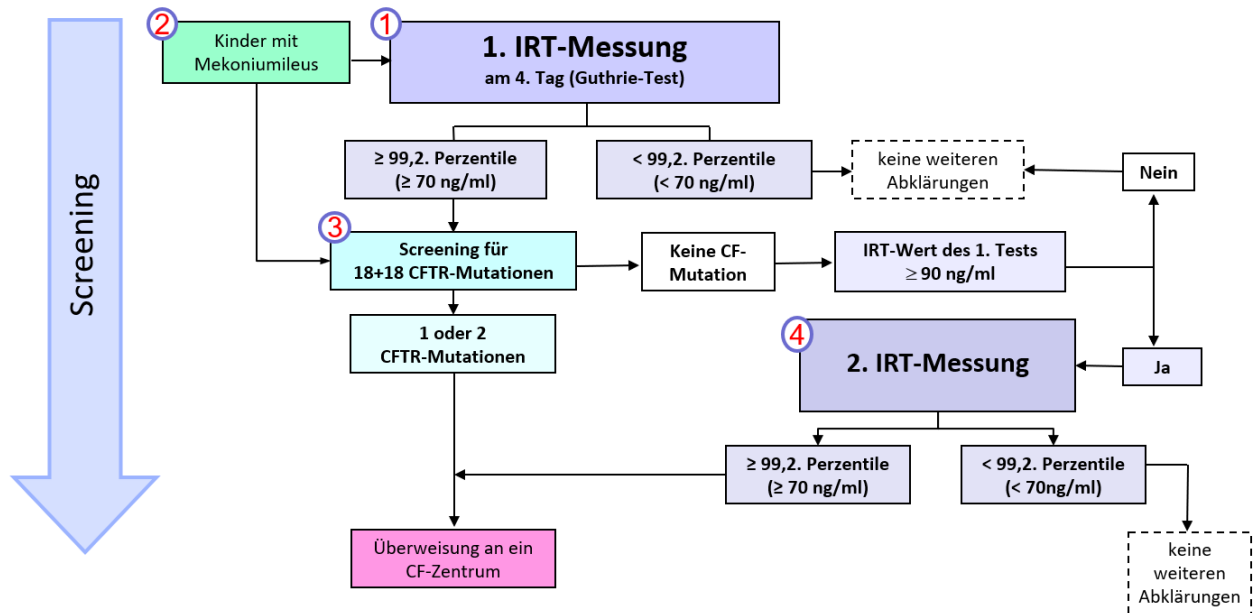 Screening
2
Kinder mit
Mekoniumileus
1
1. IRT-Messung
am 4. Tag (Guthrie-Test)
≥ 99,2. Perzentile
(≥ 70 ng/ml)
< 99,2. Perzentile
(< 70 ng/ml)
keine weiteren
Abklärungen
Nein
3
Screening für
18+18 CFTR-Mutationen
Keine CF-
Mutation
IRT-Wert des 1. Tests
≥ 90 ng/ml
1 oder 2
CFTR-Mutationen
4
2. IRT-Messung
Ja
≥ 99,2. Perzentile
(≥ 70 ng/ml)
< 99,2. Perzentile
(< 70ng/ml)
Überweisung an ein
CF-Zentrum
keine
weiteren
Abklärungen